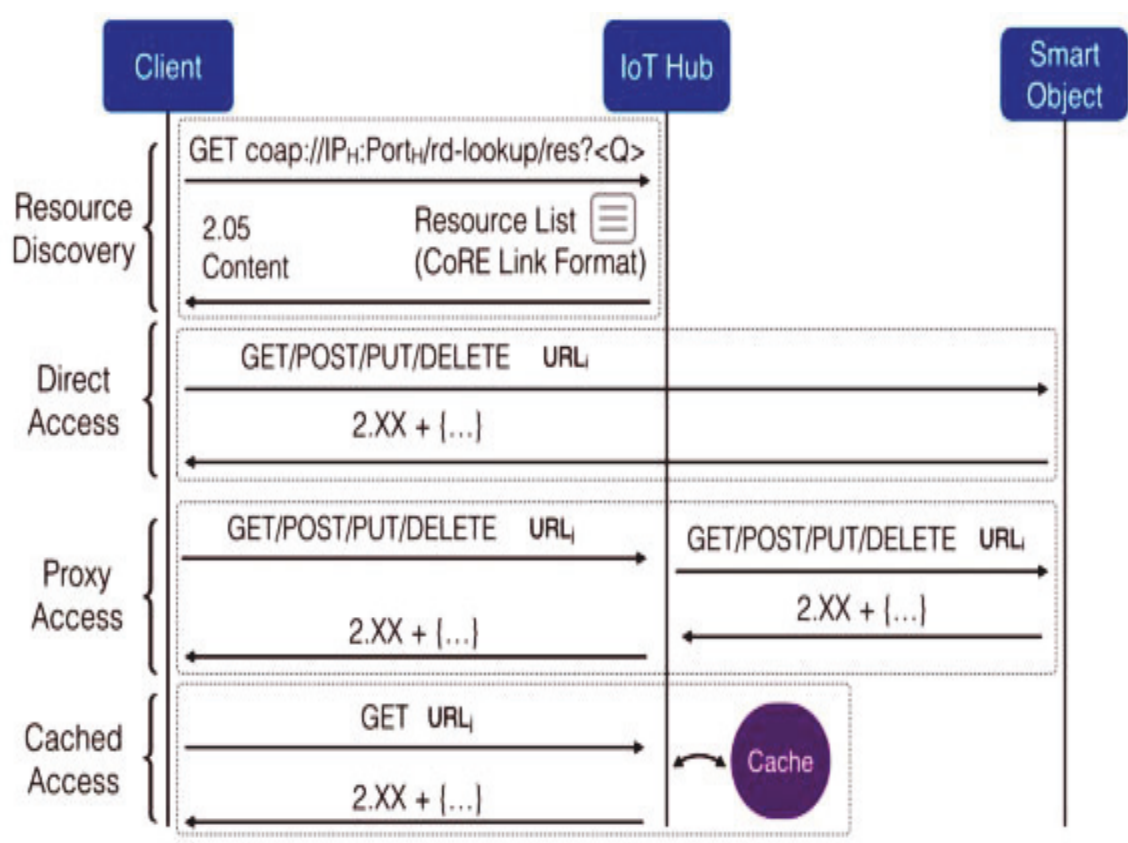 Client
IoT Hub
Smart
Object
Resource
Discovery
GET coap://IPH:PortH/rd-lookup/res?<Q>
2.05
Content
Resource List
(CoRE Link Format)
Direct
Access
GET/POST/PUT/DELETE URLi
2.XX + {...}
Proxy
Access
GET/POST/PUT/DELETE URLj
2.XX + {...}
GET/POST/PUT/DELETE URLi
2.XX + {...}
Cached
Access
GET URLj
2.XX + {...}
Cache